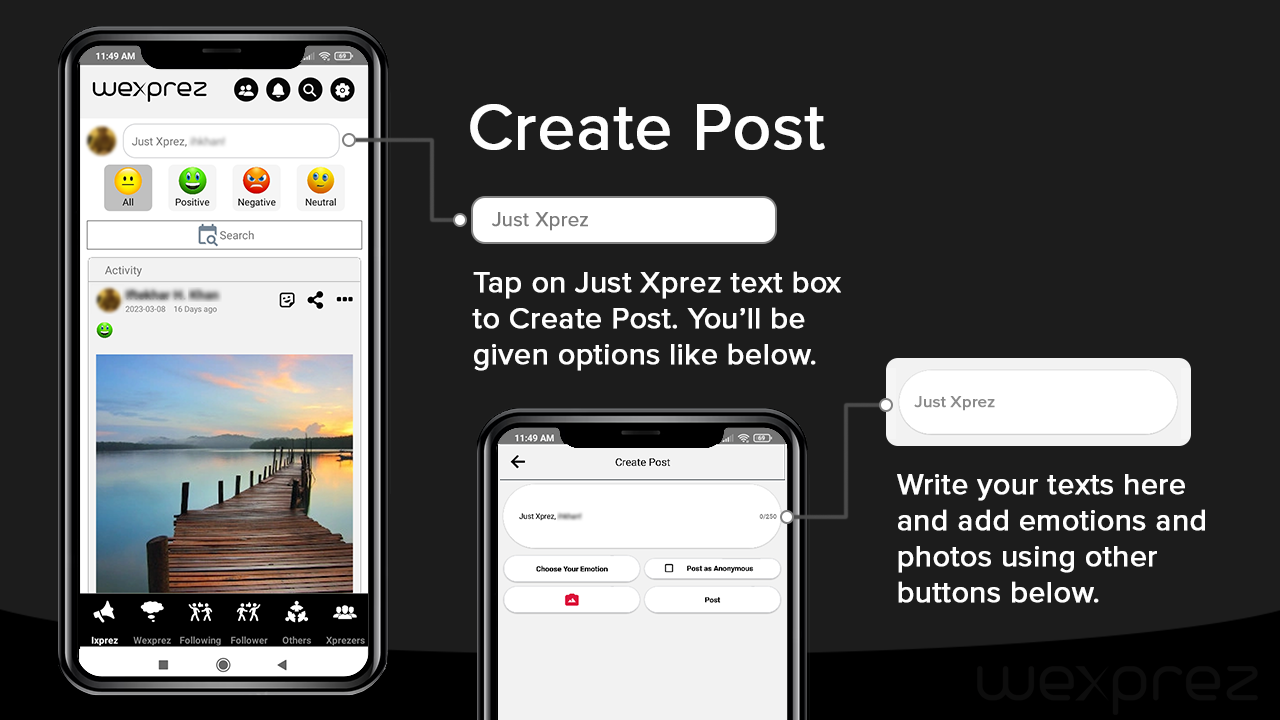 11:49 AM
69
wexprez
Just Xprez,
All
Positive
Negative
Neutral
Search
Activity
2023-03-08 16 Days ago
Ixprez
Wexprez
Following
Follower
Others
Xprezers
Create Post
Just Xprez
Tap on Just Xprez text box
to Create Post. You'll be
given options like below.
11:49 AM
69
Create Post
Just Xprez,
0/250
Choose Your Emotion
Post as Anonymous
Post
Just Xprez
Write your texts here
and add emotions and
photos using other
buttons below.
wexprez